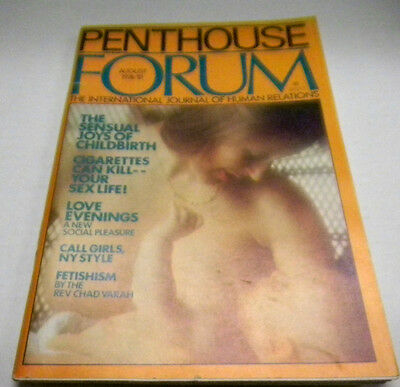 PENTHOUSE
FORUM
AUGUST
THE INTERNATIONAL JOURNAL OF HUMAN RELATIONS
THE
SENSUAL
JOYS OF
CHILDBIRTH
CIGARETTES
CAN KILL--
YOUR
SEX LIFE!
LOVE
EVENINGS
A NEW
SOCIAL PLEASURE
CALL GIRLS,
NY STYLE
FETISHISM
BY THE
REV CHAD VARAH